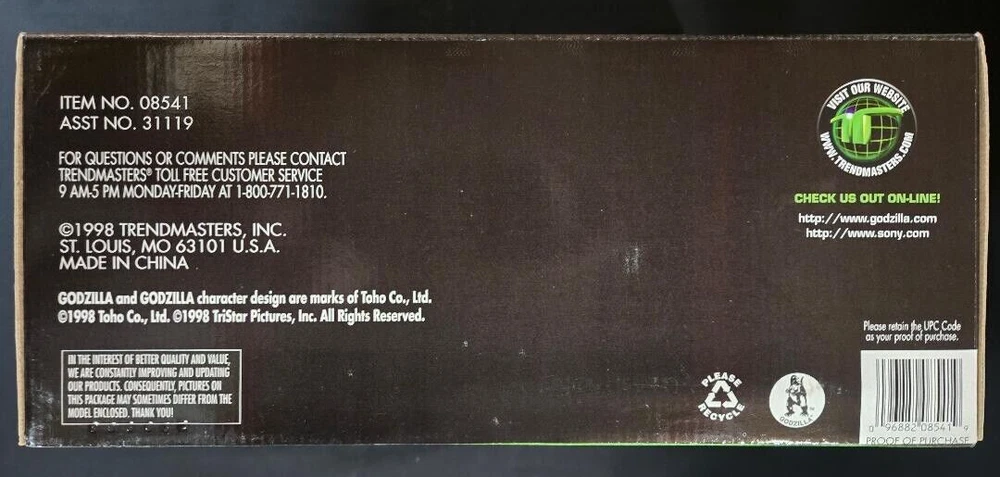 ITEM NO. 08541
ASST NO. 31119
FOR QUESTIONS OR COMMENTS PLEASE CONTACT
TRENDMASTERS® TOLL FREE CUSTOMER SERVICE
9 AM-5 PM MONDAY-FRIDAY AT 1-800-771-1810.
©1998 TRENDMASTERS, INC.
ST. LOUIS, MO 63101 U.S.A.
MADE IN CHINA
GODZILLA and GODZILLA character design are marks of Toho Co., Ltd.
©1998 Toho Co., Ltd. ©1998 TriStar Pictures, Inc. All Rights Reserved.
IN THE INTEREST OF BETTER QUALITY AND VALUE,
WE ARE CONSTANTLY IMPROVING AND UPDATING
OUR PRODUCTS. CONSEQUENTLY, PICTURES ON
THIS PACKAGE MAY SOMETIMES DIFFER FROM THE
MODEL ENCLOSED. THANK YOU!
VISIT OUR WEBSITE
WWW.TRENDMASTERS.COM
CHECK US OUT ON-LINE!
http://www.godzilla.com
http://www.sony.com
Please retain the UPC Code
as your proof of purchase.
PLEASE
RECYCLE
GODZILLA
0 96882 08541 9
PROOF OF PURCHASE